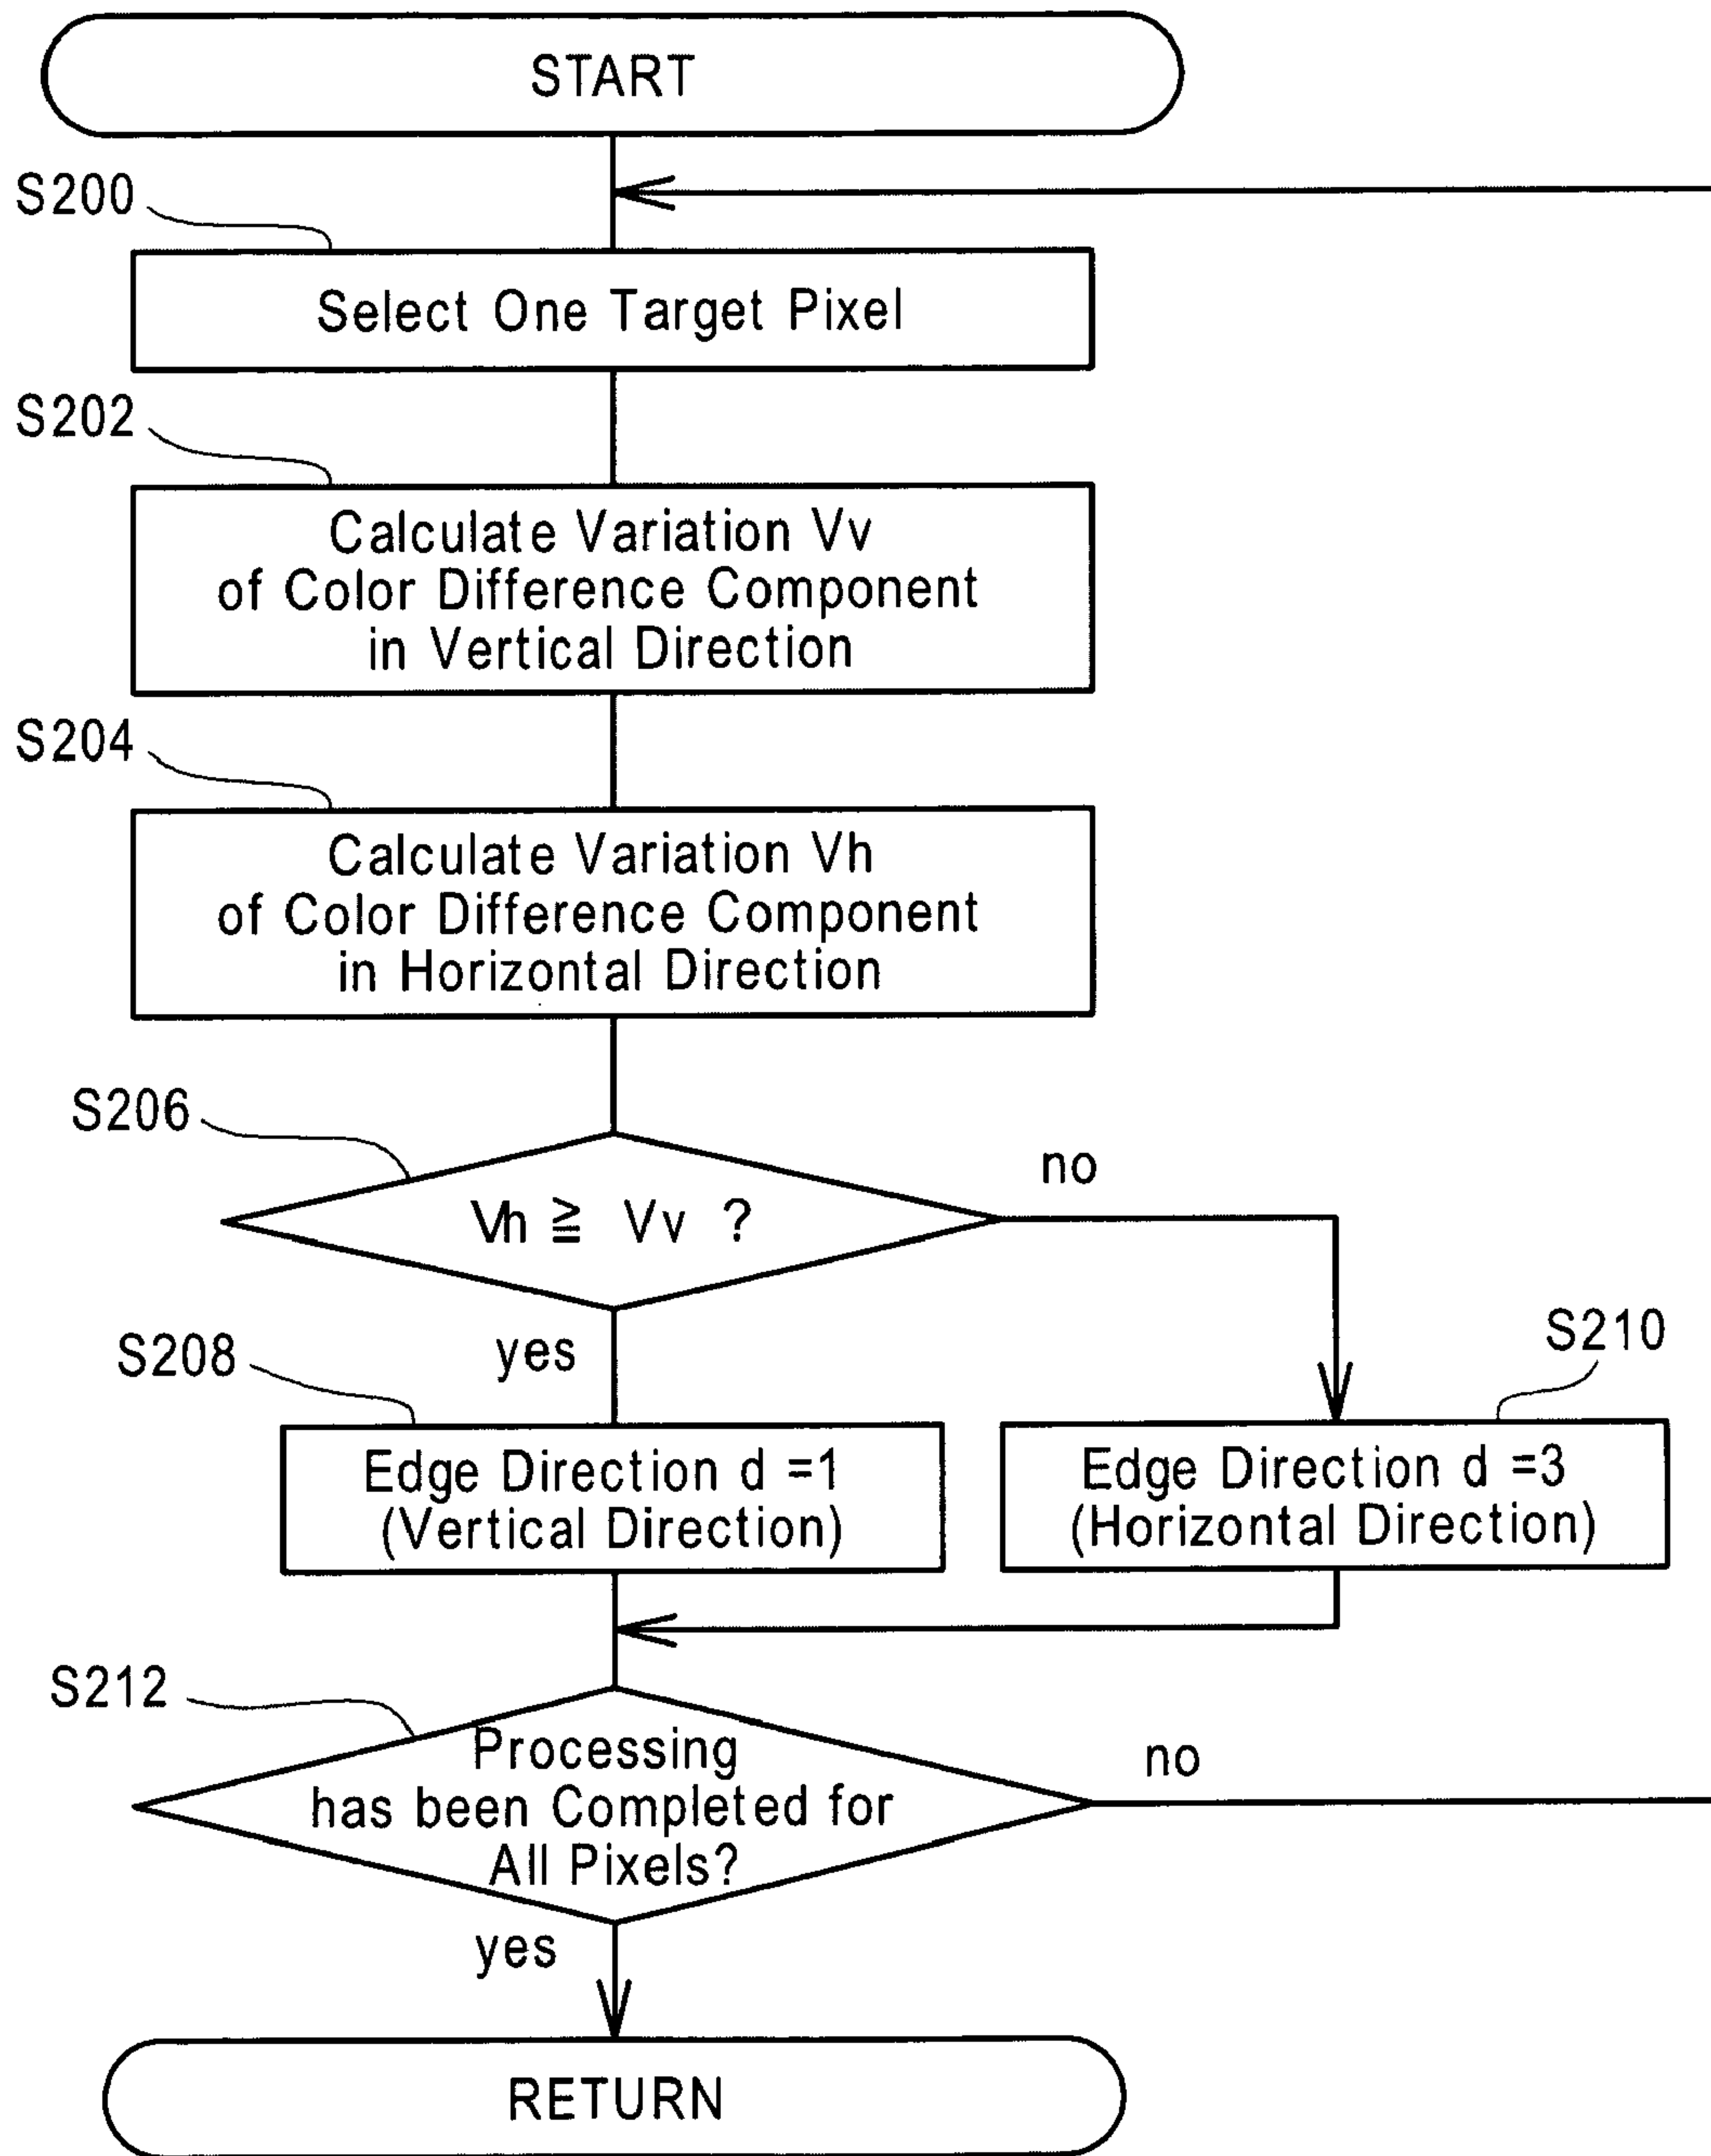 START
S200
Select One Target Pixel
S202
Calculate Variation Vv
of Color Difference Component
in Vertical Direction
S204
Calculate Variation Vh
of Color Difference Component
in Horizontal Direction
S206
Vh ≧ Vv ?
no
yes
S208
Edge Direction d =1
(Vertical Direction)
S210
Edge Direction d =3
(Horizontal Direction)
S212
Processing
has been Completed for
All Pixels?
no
yes
RETURN